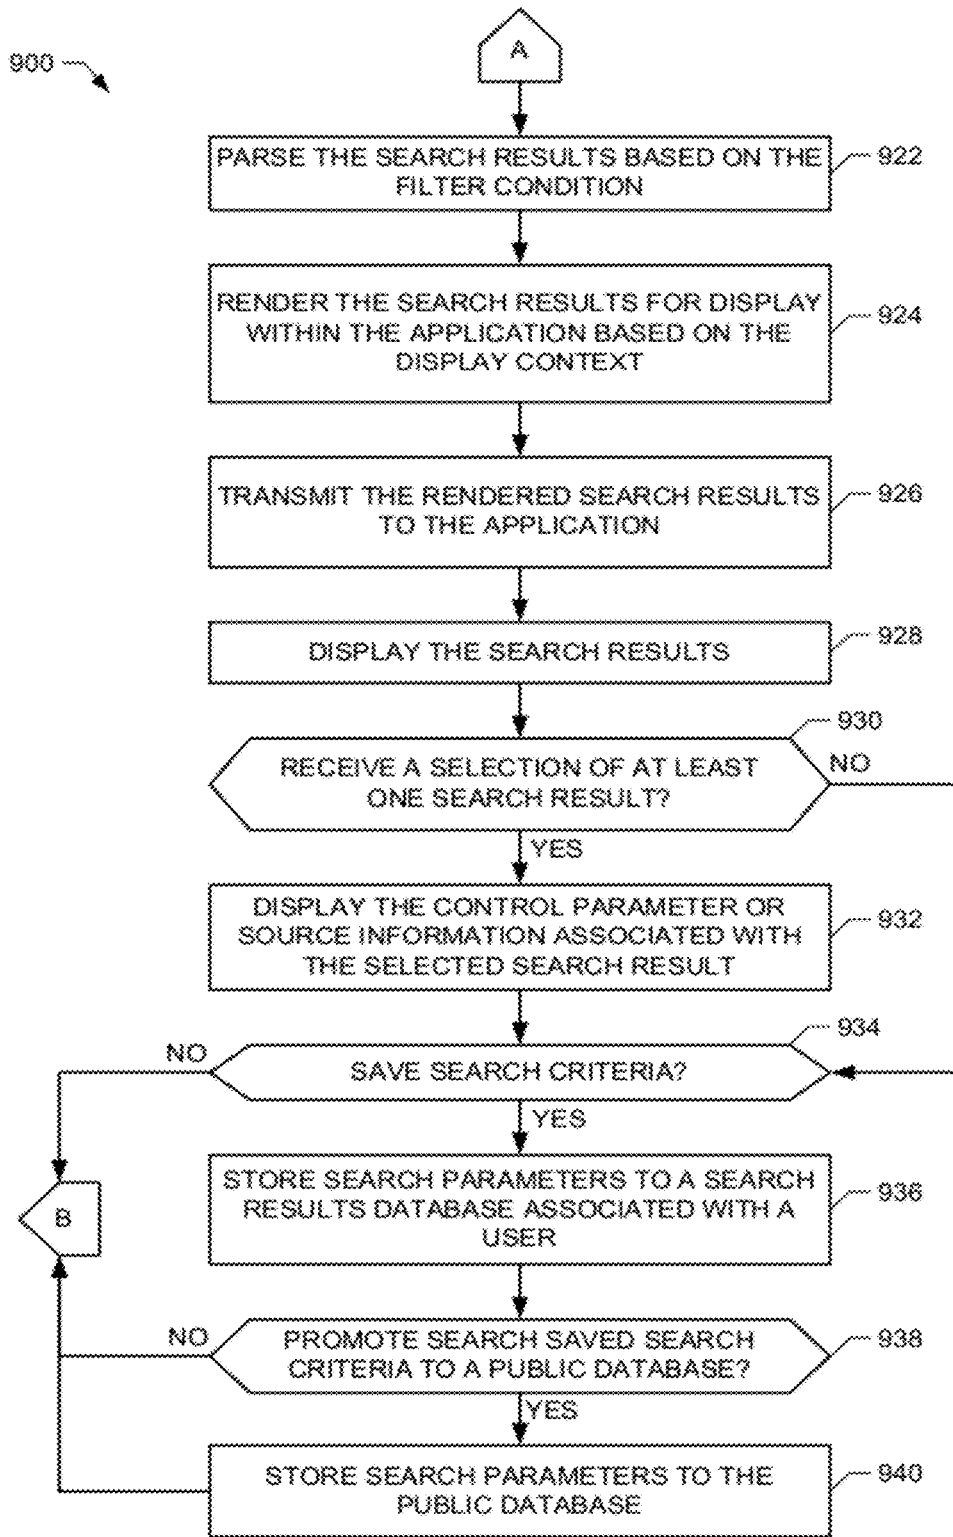 A
900
PARSE THE SEARCH RESULTS BASED ON THE
FILTER CONDITION
922
RENDER THE SEARCH RESULTS FOR DISPLAY
WITHIN THE APPLICATION BASED ON THE
DISPLAY CONTEXT
924
TRANSMIT THE RENDERED SEARCH RESULTS
TO THE APPLICATION
926
DISPLAY THE SEARCH RESULTS
928
930
RECEIVE A SELECTION OF AT LEAST
ONE SEARCH RESULT?
NO
YES
DISPLAY THE CONTROL PARAMETER OR
SOURCE INFORMATION ASSOCIATED WITH
THE SELECTED SEARCH RESULT
932
934
NO
SAVE SEARCH CRITERIA?
YES
STORE SEARCH PARAMETERS TO A SEARCH
RESULTS DATABASE ASSOCIATED WITH A
USER
936
B
NO
PROMOTE SEARCH SAVED SEARCH
CRITERIA TO A PUBLIC DATABASE?
938
YES
STORE SEARCH PARAMETERS TO THE
PUBLIC DATABASE
940